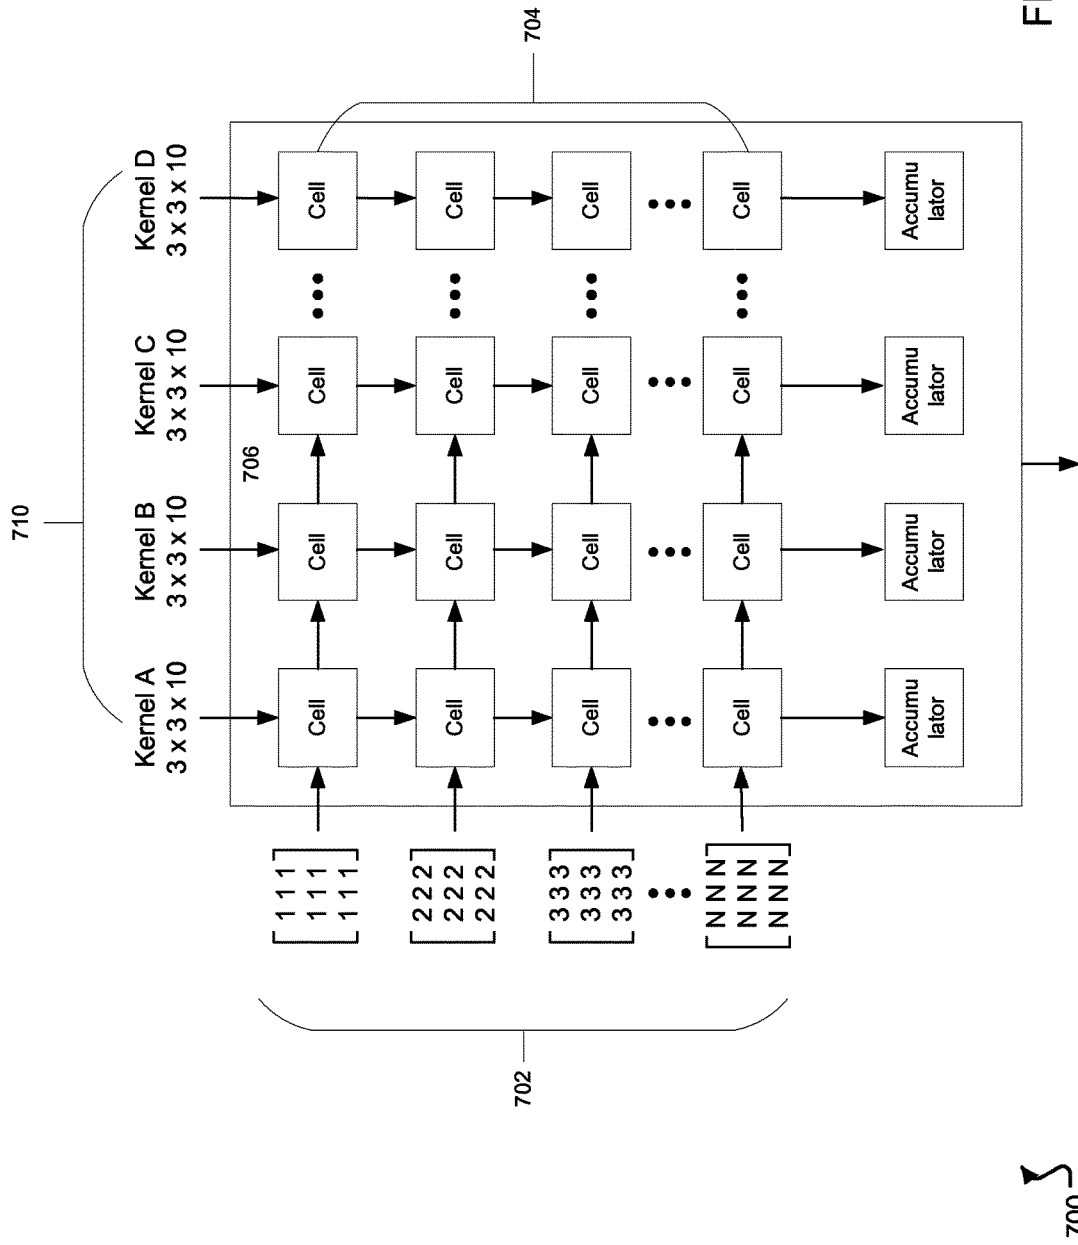 710
Kernel A
3 x 3 x 10
Kernel B
3 x 3 x 10
Kernel C
3 x 3 x 10
Kernel D
3 x 3 x 10
706
1 1 1
1 1 1
1 1 1
Cell
Cell
Cell
Cell
2 2 2
2 2 2
2 2 2
Cell
Cell
Cell
Cell
702
704
3 3 3
3 3 3
3 3 3
Cell
Cell
Cell
Cell
N N N
N N N
N N N
Cell
Cell
Cell
Cell
Accumu
lator
Accumu
lator
Accumu
lator
Accumu
lator
700